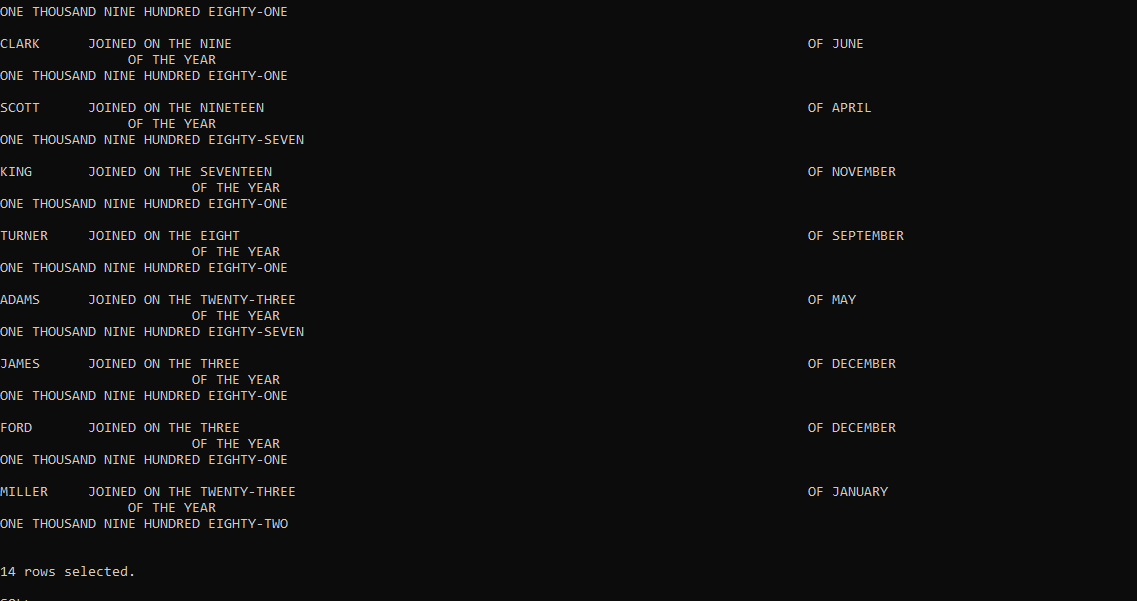 ONE THOUSAND NINE HUNDRED EIGHTY-ONE
CLARK JOINED ON THE NINE OF JUNE
OF THE YEAR
ONE THOUSAND NINE HUNDRED EIGHTY-ONE
SCOTT JOINED ON THE NINETEEN OF APRIL
OF THE YEAR
ONE THOUSAND NINE HUNDRED EIGHTY-SEVEN
KING JOINED ON THE SEVENTEEN OF NOVEMBER
OF THE YEAR
ONE THOUSAND NINE HUNDRED EIGHTY-ONE
TURNER JOINED ON THE EIGHT OF SEPTEMBER
OF THE YEAR
ONE THOUSAND NINE HUNDRED EIGHTY-ONE
ADAMS JOINED ON THE TWENTY-THREE OF MAY
OF THE YEAR
ONE THOUSAND NINE HUNDRED EIGHTY-SEVEN
JAMES JOINED ON THE THREE OF DECEMBER
OF THE YEAR
ONE THOUSAND NINE HUNDRED EIGHTY-ONE
FORD JOINED ON THE THREE OF DECEMBER
OF THE YEAR
ONE THOUSAND NINE HUNDRED EIGHTY-ONE
MILLER JOINED ON THE TWENTY-THREE OF JANUARY
OF THE YEAR
ONE THOUSAND NINE HUNDRED EIGHTY-TWO
14 rows selected.